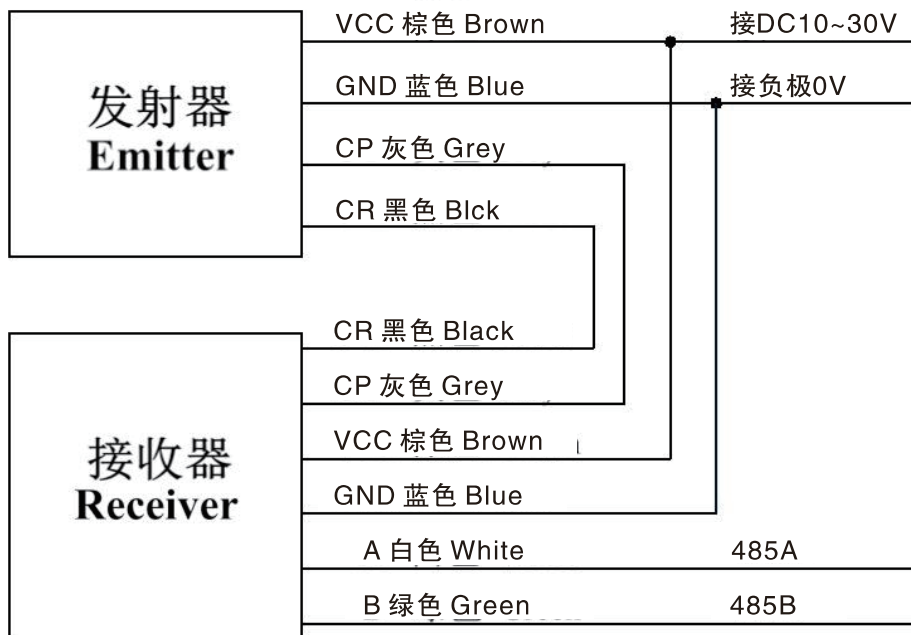 VCC 棕色 Brown
接DC10~30V
GND 蓝色 Blue
接负极0V
发射器
Emitter
CP 灰色 Grey
CR 黑色 Blck
CR 黑色 Black
CP 灰色 Grey
接收器
Receiver
VCC 棕色 Brown
GND 蓝色 Blue
A 白色 White
485A
B 绿色 Green
485B